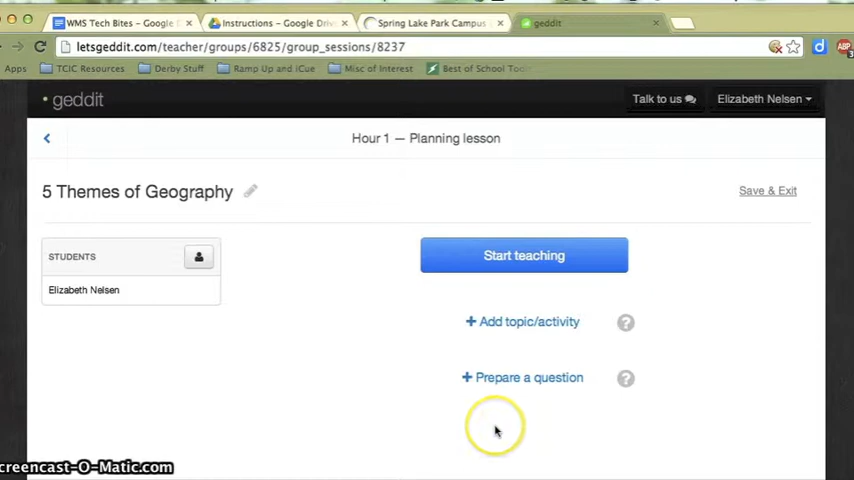 WMS Tech Bites – Google D
Instructions – Google Driv
Spring Lake Park Campus
geddit
letsgeddit.com/teacher/groups/6825/group_sessions/8237
Apps TCIC Resources Derby Stuff Ramp Up and iCue Misc of Interest Best of School Too
geddit
Talk to us
Elizabeth Nelsen
Hour 1 — Planning lesson
5 Themes of Geography
Save & Exit
STUDENTS
Start teaching
Elizabeth Nelsen
+ Add topic/activity ?
+ Prepare a question ?
creencast-O-Matic.com